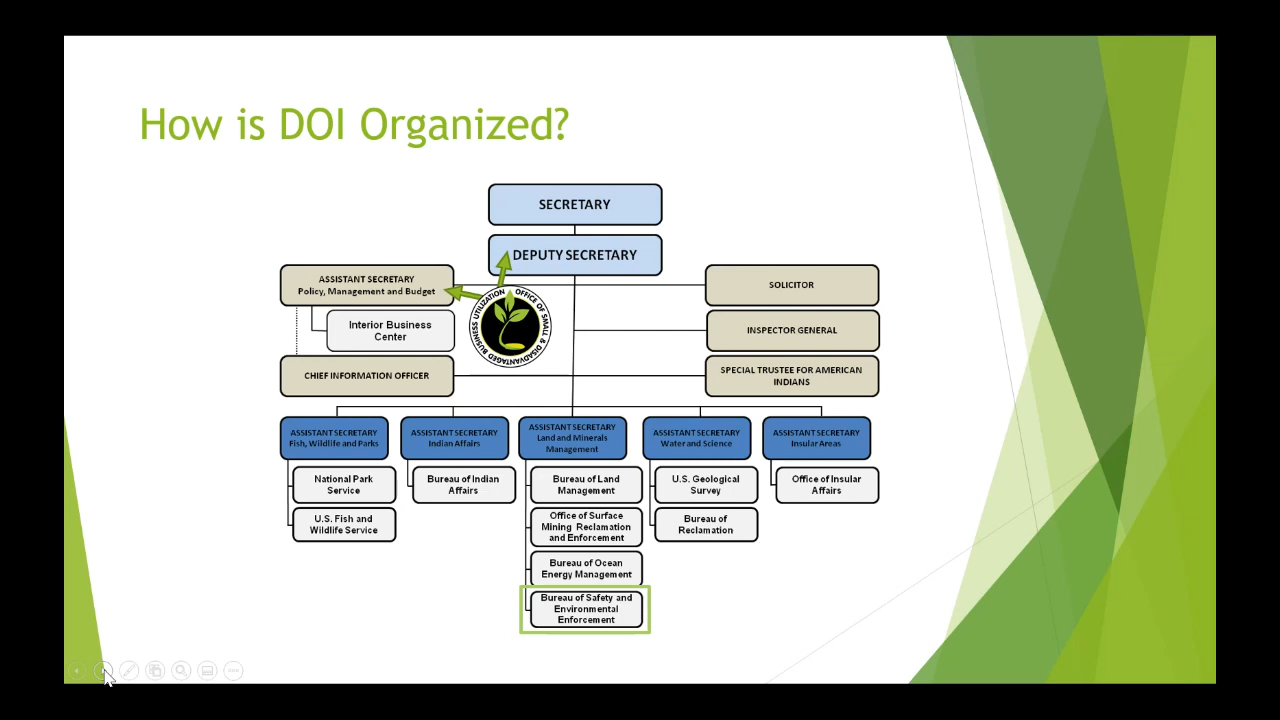 How is DOI Organized?
SECRETARY
DEPUTY SECRETARY
ASSISTANT SECRETARY
Policy, Management and Budget
SOLICITOR
OFFICE OF SMALL & DISADVANTAGED BUSINESS UTILIZATION
Interior Business
Center
INSPECTOR GENERAL
CHIEF INFORMATION OFFICER
SPECIAL TRUSTEE FOR AMERICAN
INDIANS
ASSISTANT SECRETARY
Fish, Wildlife and Parks
ASSISTANT SECRETARY
Indian Affairs
ASSISTANT SECRETARY
Land and Minerals
Management
ASSISTANT SECRETARY
Water and Science
ASSISTANT SECRETARY
Insular Areas
National Park
Service
U.S. Fish and
Wildlife Service
Bureau of Indian
Affairs
Bureau of Land
Management
Office of Surface
Mining Reclamation
and Enforcement
Bureau of Ocean
Energy Management
Bureau of Safety and
Environmental
Enforcement
U.S. Geological
Survey
Bureau of
Reclamation
Office of Insular
Affairs